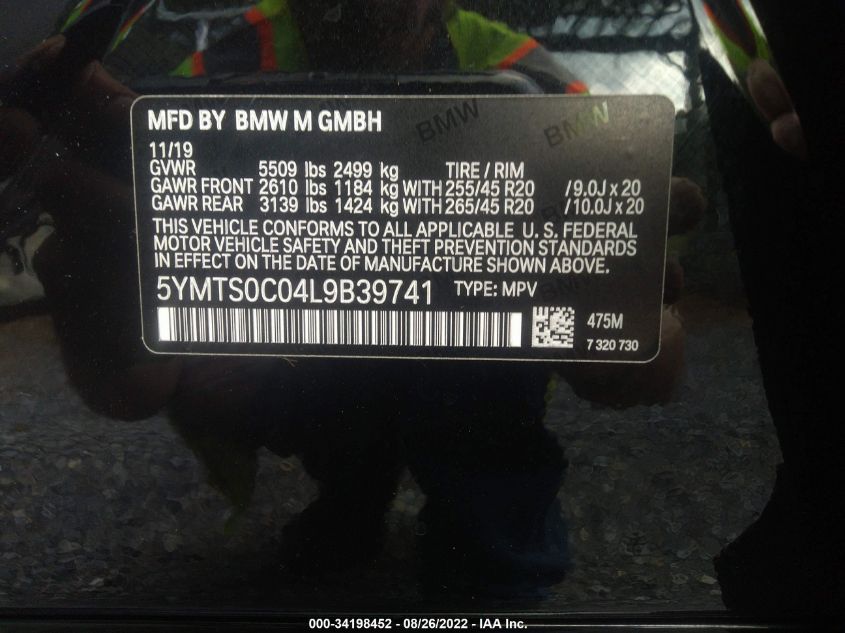 MFD BY BMW M GMBH
BMW BMW
11/19
GVWR 5509 lbs 2499 kg TIRE / RIM
GAWR FRONT 2610 lbs 1184 kg WITH 255/45 R20 / 9.0J x 20
GAWR REAR 3139 lbs 1424 kg WITH 265/45 R20 / 10.0J x 20
THIS VEHICLE CONFORMS TO ALL APPLICABLE U. S. FEDERAL
MOTOR VEHICLE SAFETY AND THEFT PREVENTION STANDARDS
IN EFFECT ON THE DATE OF MANUFACTURE SHOWN ABOVE.
5YMTS0C04L9B39741 TYPE: MPV
475M
7 320 730
000-34198452 - 08/26/2022 - IAA Inc.